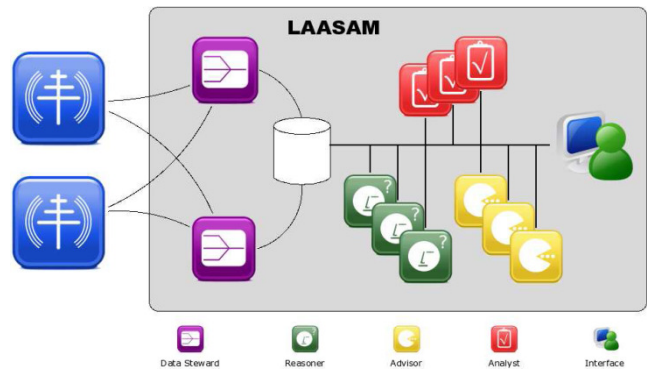 LAASAM
Data Steward
Reasoner
Advisor
Analyst
Interface